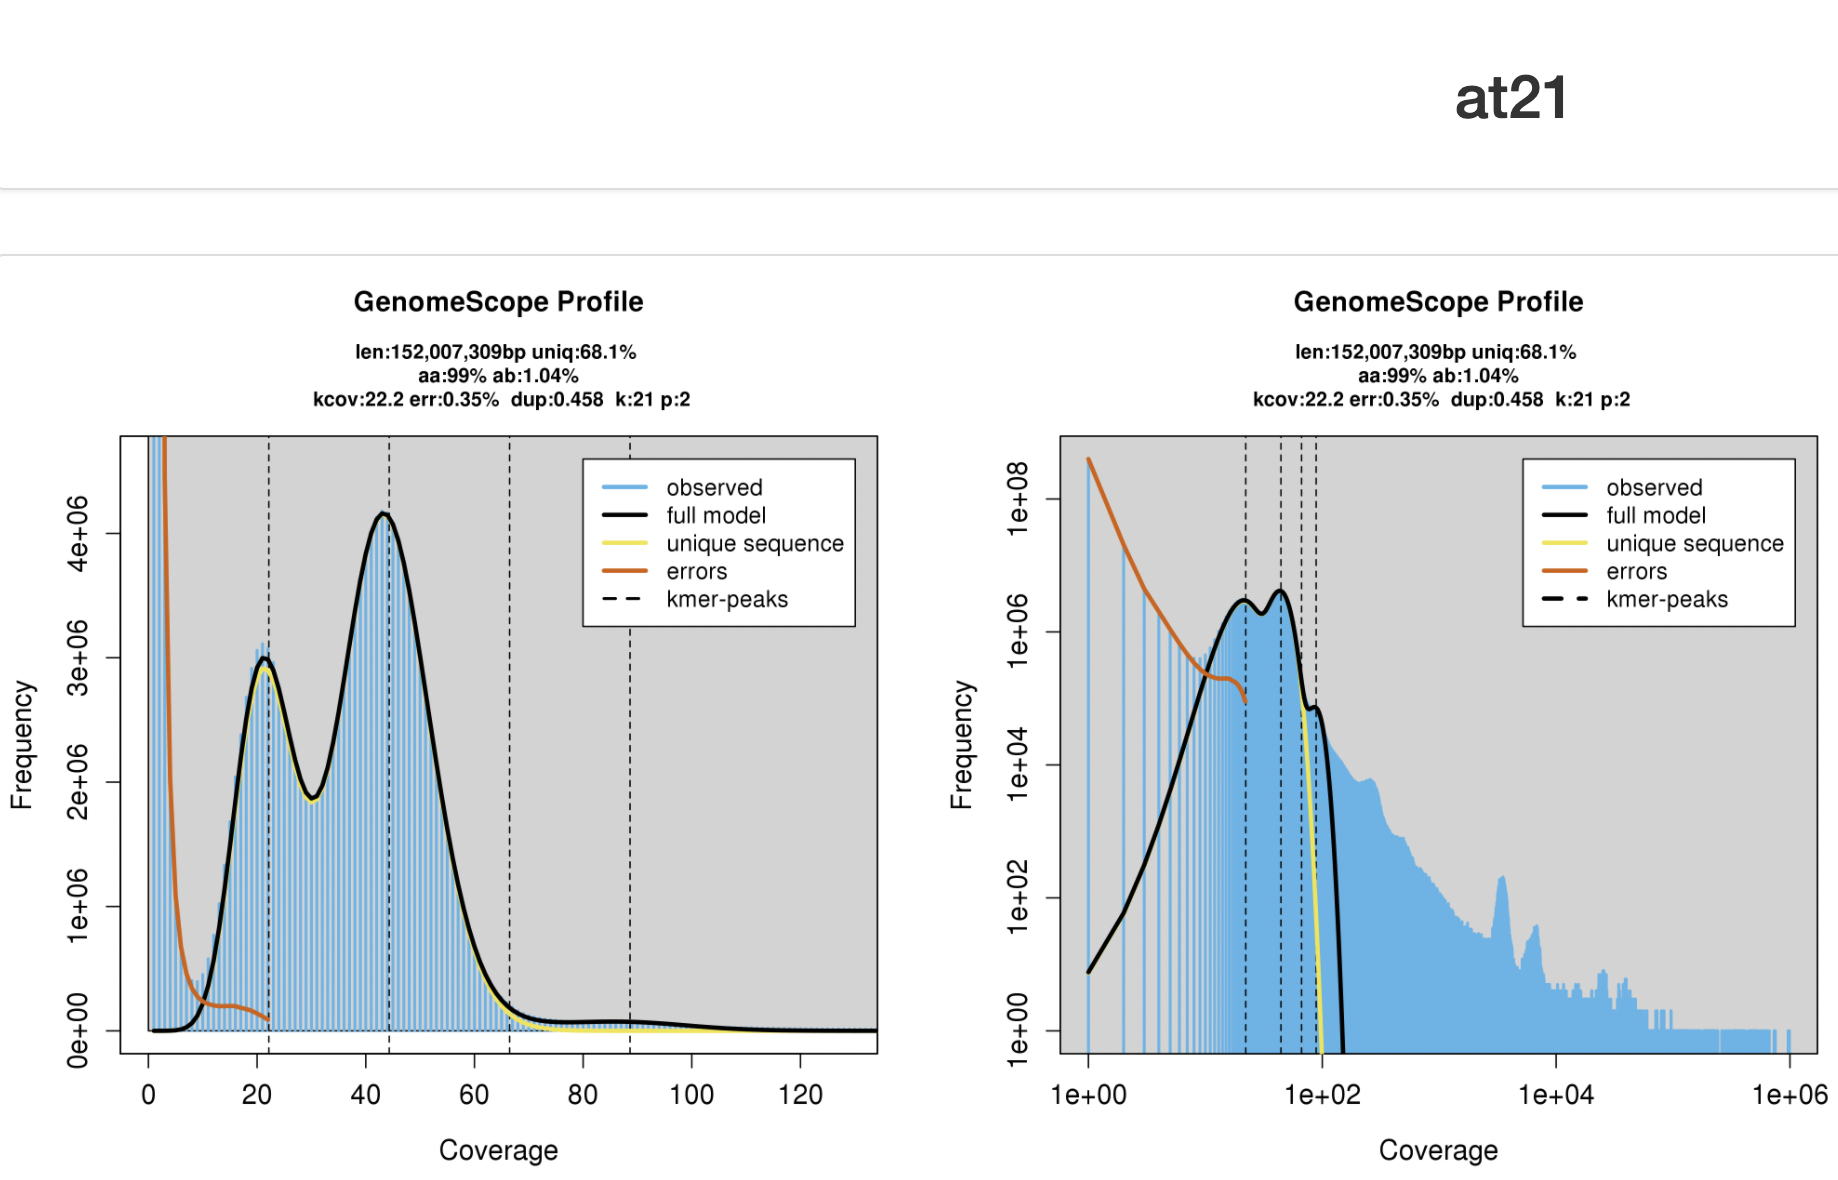 at21
GenomeScope Profile
len:152,007,309bp uniq:68.1%
aa:99% ab:1.04%
kcov:22.2 err:0.35% dup:0.458 k:21 p:2
observed
full model
unique sequence
errors
kmer-peaks
Frequency
4e+06
3e+06
2e+06
1e+06
0e+00
0 20 40 60 80 100 120
Coverage
GenomeScope Profile
len:152,007,309bp uniq:68.1%
aa:99% ab:1.04%
kcov:22.2 err:0.35% dup:0.458 k:21 p:2
observed
full model
unique sequence
errors
kmer-peaks
Frequency
1e+08
1e+06
1e+04
1e+02
1e+00
1e+00 1e+02 1e+04 1e+06
Coverage